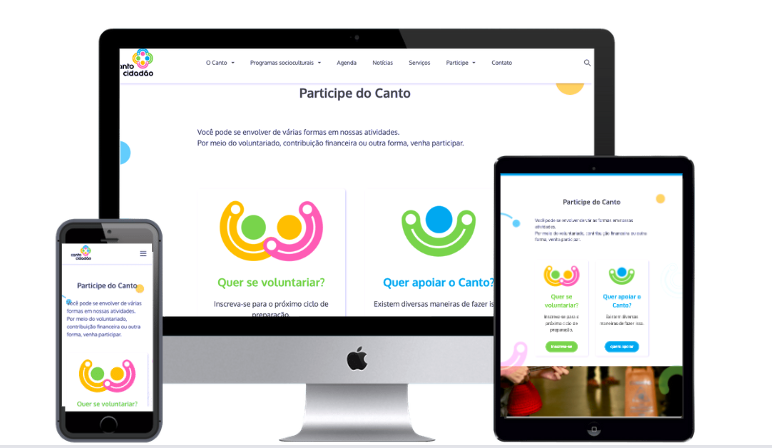 canto
cidadão
O Canto
Programas socioculturais
Agenda
Notícias
Serviços
Participe
Contato
Participe do Canto
Você pode se envolver de várias formas em nossas atividades.
Por meio do voluntariado, contribuição financeira ou outra forma, venha participar.
Quer se voluntariar?
Inscreva-se para o próximo ciclo de
preparação.
Quer apoiar o Canto?
Existem diversas maneiras de fazer is
canto
cidadão
Participe do Canto
Você pode se envolver de várias
formas em nossas atividades.
Por meio do voluntariado,
contribuição financeira ou outra
forma, venha participar.
Quer se voluntariar?
Participe do Canto
Você pode se envolver de várias formas em nossas
atividades.
Por meio do voluntariado, contribuição financeira ou outra
forma, venha participar.
Quer se
voluntariar?
Inscreva-se para o
próximo ciclo de
preparação.
Inscreva-se
Quer apoiar o
Canto?
Existem diversas
maneiras de fazer isso.
Quero apoiar